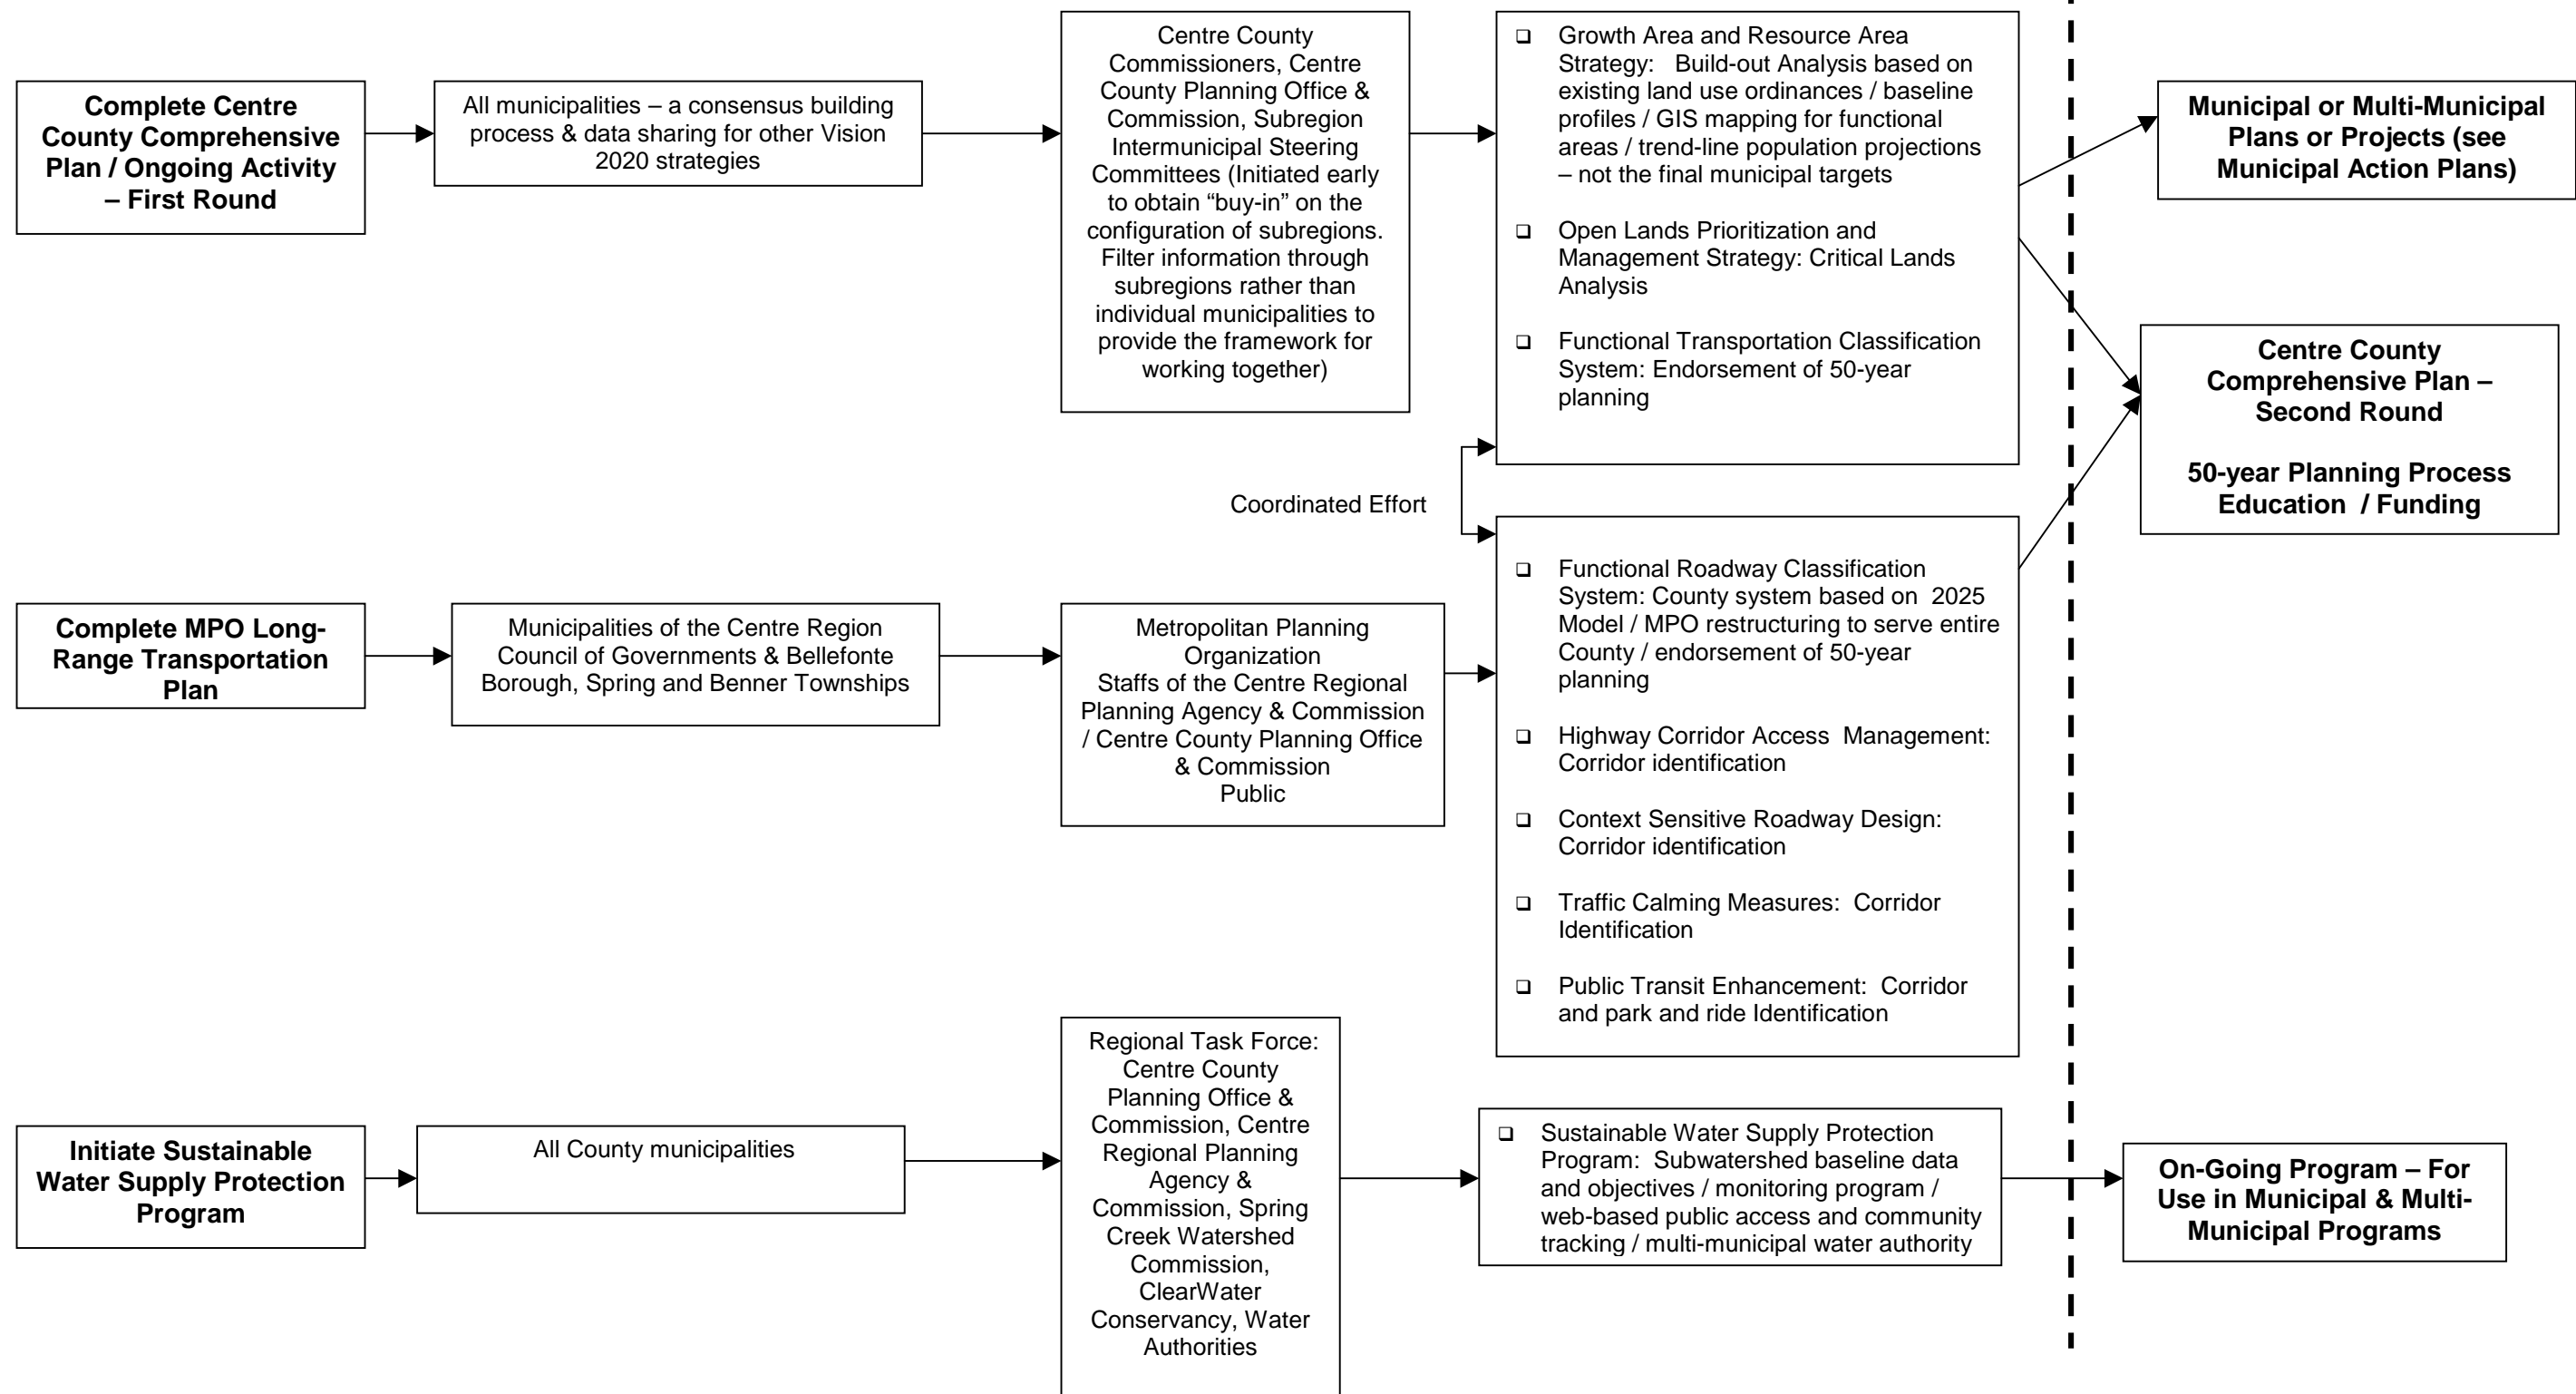 Complete Centre
County Comprehensive
Plan / Ongoing Activity
– First Round
All municipalities – a consensus building
process & data sharing for other Vision
2020 strategies
Centre County
Commissioners, Centre
County Planning Office &
Commission, Subregion
Intermunicipal Steering
Committees (Initiated early
to obtain “buy-in” on the
configuration of subregions.
Filter information through
subregions rather than
individual municipalities to
provide the framework for
working together)
❑ Growth Area and Resource Area
Strategy: Build-out Analysis based on
existing land use ordinances / baseline
profiles / GIS mapping for functional
areas / trend-line population projections
– not the final municipal targets
❑ Open Lands Prioritization and
Management Strategy: Critical Lands
Analysis
❑ Functional Transportation Classification
System: Endorsement of 50-year
planning
Municipal or Multi-Municipal
Plans or Projects (see
Municipal Action Plans)
Centre County
Comprehensive Plan –
Second Round
50-year Planning Process
Education / Funding
Coordinated Effort
Complete MPO Long-
Range Transportation
Plan
Municipalities of the Centre Region
Council of Governments & Bellefonte
Borough, Spring and Benner Townships
Metropolitan Planning
Organization
Staffs of the Centre Regional
Planning Agency & Commission
/ Centre County Planning Office
& Commission
Public
❑ Functional Roadway Classification
System: County system based on 2025
Model / MPO restructuring to serve entire
County / endorsement of 50-year
planning
❑ Highway Corridor Access Management:
Corridor identification
❑ Context Sensitive Roadway Design:
Corridor identification
❑ Traffic Calming Measures: Corridor
Identification
❑ Public Transit Enhancement: Corridor
and park and ride Identification
Initiate Sustainable
Water Supply Protection
Program
All County municipalities
Regional Task Force:
Centre County
Planning Office &
Commission, Centre
Regional Planning
Agency &
Commission, Spring
Creek Watershed
Commission,
ClearWater
Conservancy, Water
Authorities
❑ Sustainable Water Supply Protection
Program: Subwatershed baseline data
and objectives / monitoring program /
web-based public access and community
tracking / multi-municipal water authority
On-Going Program – For
Use in Municipal & Multi-
Municipal Programs